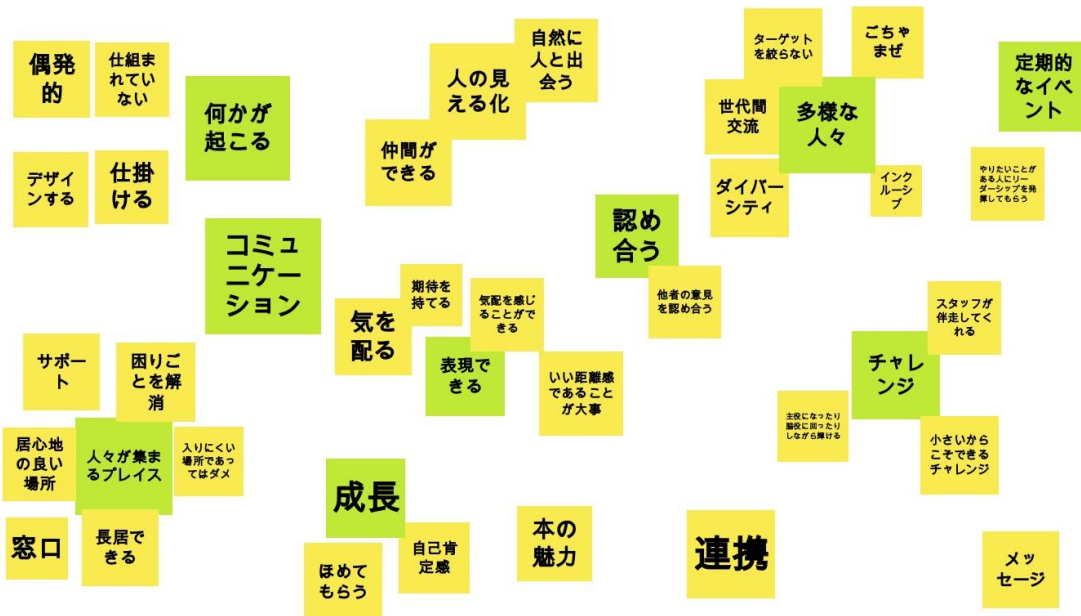 偶発
的
仕組ま
れてい
ない
何かが
起こる
デザイ
ンする
仕掛
ける
コミュ
ニケー
ション
自然に
人と出
会う
人の見
える化
仲間が
できる
ターゲット
を絞らない
ごちゃ
まぜ
世代間
交流
多様な
人々
ダイバー
シティ
インク
ルーシ
ブ
定期的
なイベ
ント
やりたいことが
ある人にリー
ダーシップを発
揮してもらう
認め
合う
他者の意見
を認め合う
期待を
持てる
気配を感じ
ることがで
きる
気を
配る
表現で
きる
いい距離感
であること
が大事
スタッフが
伴走してく
れる
チャレ
ンジ
主役になったり
脇役に回ったり
しながら輝ける
小さいから
こそできる
チャレンジ
サポー
ト
困りご
とを解
消
居心地
の良い
場所
人々が集ま
るプレイス
入りにくい
場所であっ
てはダメ
窓口
長居で
きる
成長
ほめて
もらう
自己肯
定感
本の
魅力
連携
メッ
セージ